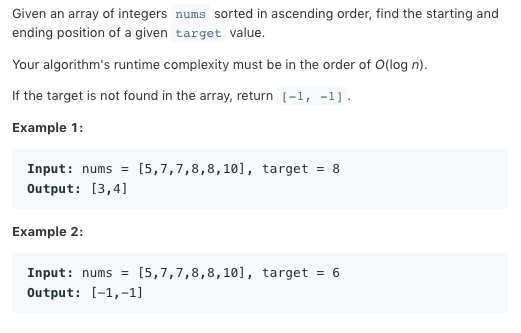 Given an array of integers nums sorted in ascending order, find the starting and
ending position of a given target value.
Your algorithm's runtime complexity must be in the order of O(log n).
If the target is not found in the array, return [-1, -1].
Example 1:
Input: nums = [5,7,7,8,8,10], target = 8
Output: [3,4]
Example 2:
Input: nums = [5,7,7,8,8,10], target = 6
Output: [-1,-1]